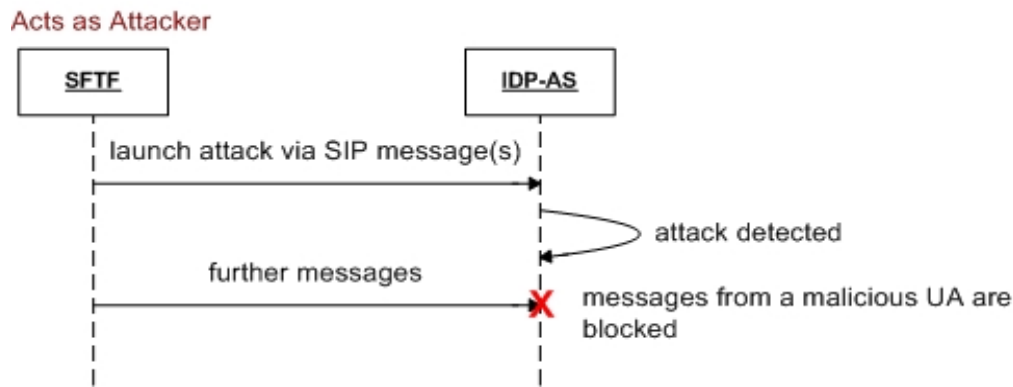 Acts as Attacker
SFTF
IDP-AS
launch attack via SIP message(s)
attack detected
further messages
X
messages from a malicious UA are
blocked